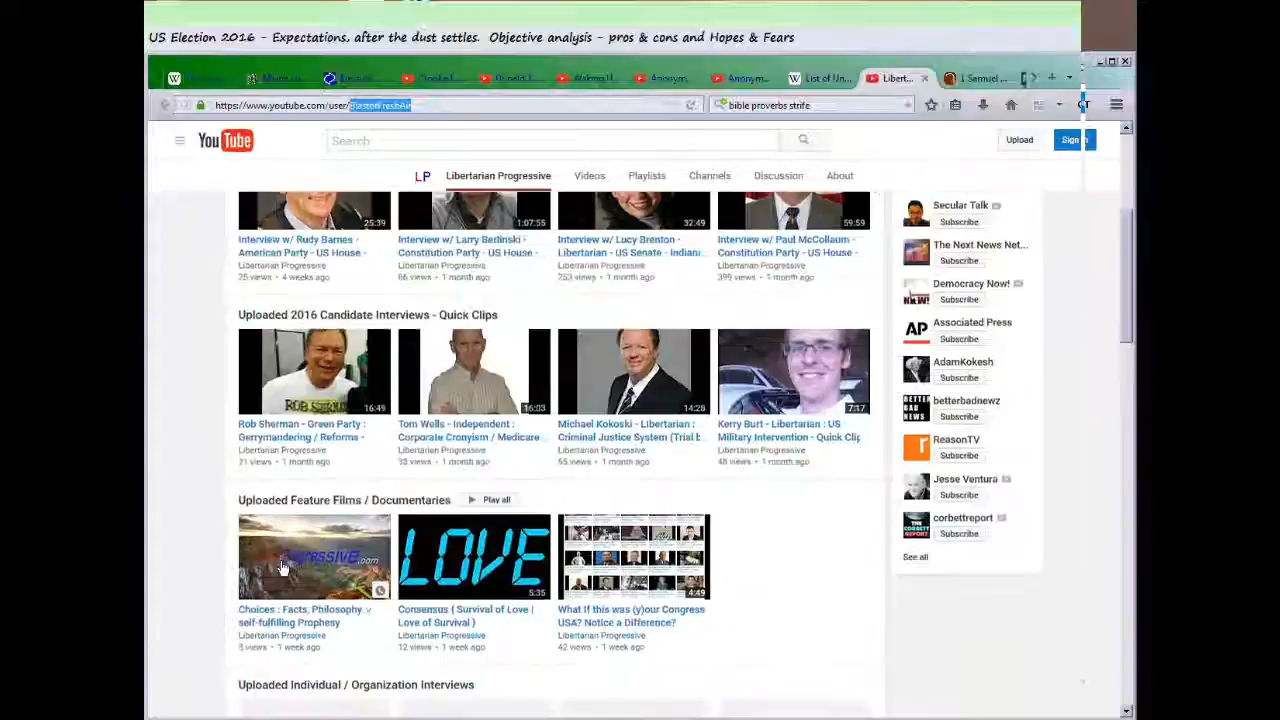 US Election 2016 - Expectations, after the dust settles. Objective analysis - pros & cons and Hopes & Fears
Libert...
Anonym...
Anonym...
List of Un...
1 Samuel ...
https://www.youtube.com/user/
bible proverbs strife
YouTube
Search
Upload
Sign
LP
Libertarian Progressive
Videos
Playlists
Channels
Discussion
About
25:39
1:07:55
32:49
59:59
Interview w/ Rudy Barnes -
American Party - US House -
Libertarian Progressive
25 views • 4 weeks ago
Interview w/ Larry Berlinski -
Constitution Party - US House -
Libertarian Progressive
66 views • 1 month ago
Interview w/ Lucy Brenton -
Libertarian - US Senate - Indian...
Libertarian Progressive
253 views • 1 month ago
Interview w/ Paul McCollaum -
Constitution Party - US House -
Libertarian Progressive
399 views • 1 month ago
Uploaded 2016 Candidate Interviews - Quick Clips
16:49
16:03
14:28
7:17
Rob Sherman - Green Party :
Gerrymandering / Reforms -
Libertarian Progressive
21 views • 1 month ago
Tom Wells - Independent :
Corporate Cronyism / Medicare...
Libertarian Progressive
views • 1 month ago
Michael Kokoski - Libertarian :
Criminal Justice System (Trial b...
Libertarian Progressive
55 views • 1 month ago
Kerry Burt - Libertarian : US
Military Intervention - Quick Clip
Libertarian Progressive
48 views • 1 month ago
Uploaded Feature Films / Documentaries
Play all
.com
LOVE
5:35
4:49
Choices : Facts, Philosophy
self-fulfilling Prophesy
Libertarian Progressive
8 views • 1 week ago
Consensus ( Survival of Love |
Love of Survival )
Libertarian Progressive
12 views • 1 week ago
What If this was (y)our Congress
USA? Notice a Difference?
Libertarian Progressive
42 views • 1 week ago
Uploaded Individual / Organization Interviews
Secular Talk
Subscribe
The Next News Net...
Subscribe
Democracy Now!
Subscribe
AP
Associated Press
Subscribe
AdamKokesh
Subscribe
BETTER
BAD
NEWS
betterbadnewz
Subscribe
r
ReasonTV
Subscribe
Jesse Ventura
Subscribe
corbettreport
Subscribe
See all